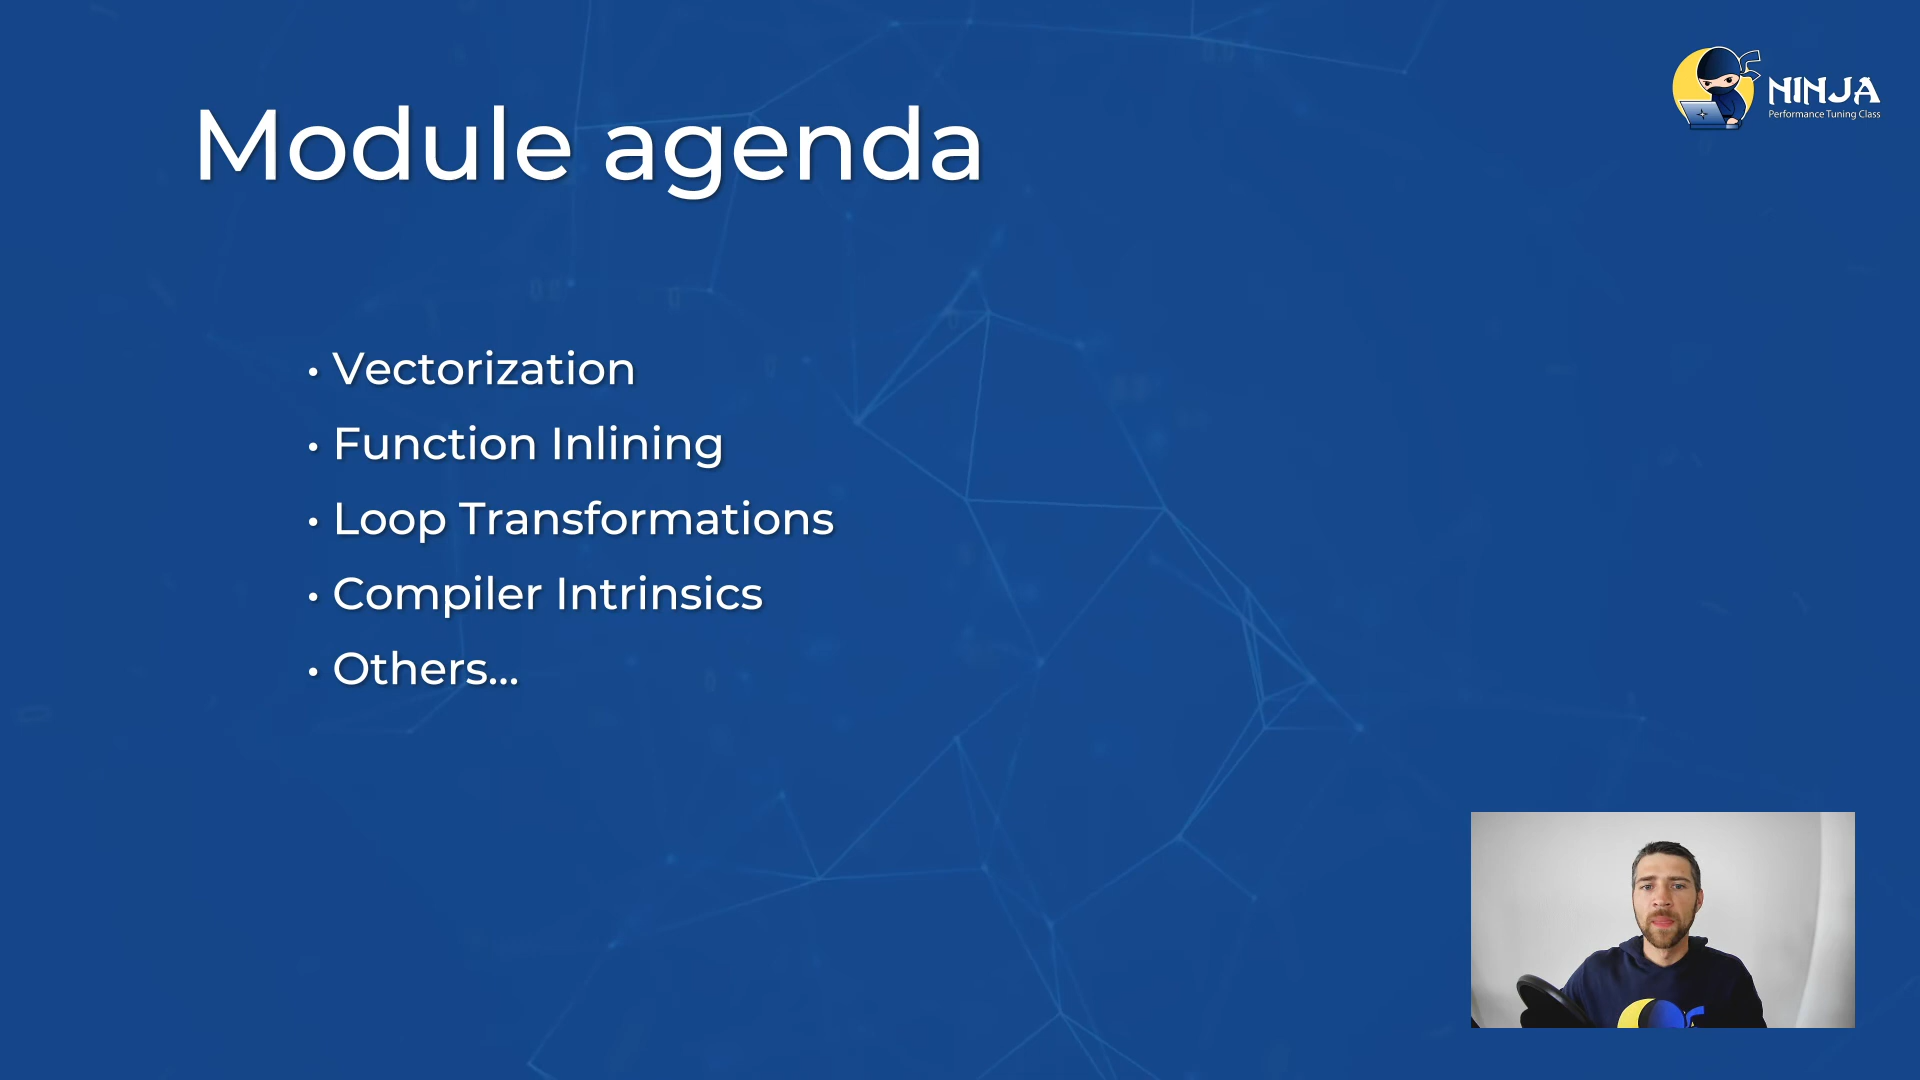 Module agenda
NINJA
Performance Tuning Class
• Vectorization
• Function Inlining
• Loop Transformations
• Compiler Intrinsics
• Others...